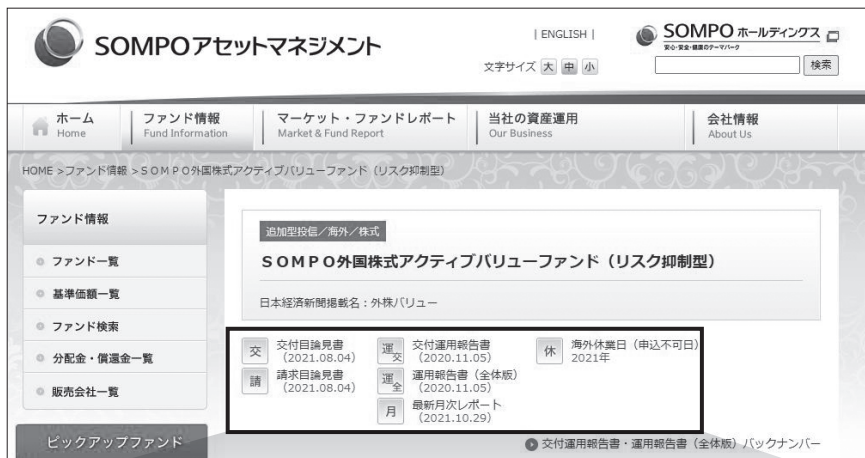 SOMPOアセットマネジメント
| ENGLISH |
SOMPO ホールディングス
安心・安全・健康のテーマパーク
文字サイズ 大 中 小
検索
ホーム
Home
ファンド情報
Fund Information
マーケット・ファンドレポート
Market & Fund Report
当社の資産運用
Our Business
会社情報
About Us
HOME >ファンド情報 >ＳＯＭＰＯ外国株式アクティブバリューファンド（リスク抑制型）
ファンド情報
ファンド一覧
基準価額一覧
ファンド検索
分配金・償還金一覧
販売会社一覧
ピックアップファンド
追加型投信／海外／株式
ＳＯＭＰＯ外国株式アクティブバリューファンド（リスク抑制型）
日本経済新聞掲載名：外株バリュー
交 交付目論見書
（2021.08.04）
請 請求目論見書
（2021.08.04）
運交 交付運用報告書
（2020.11.05）
運全 運用報告書（全体版）
（2020.11.05）
月 最新月次レポート
（2021.10.29）
休 海外休業日（申込不可日）
2021年
交付運用報告書・運用報告書（全体版）バックナンバー